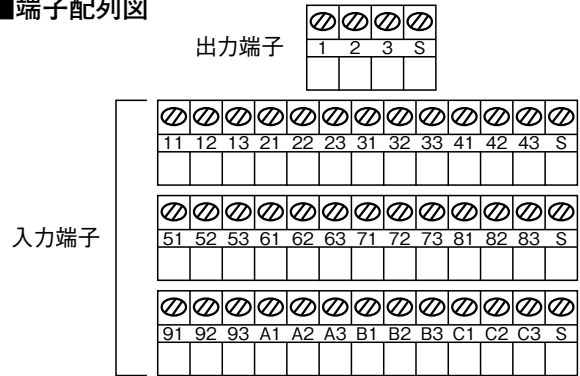 ■端子配列図
出力端子
1 2 3 S
11 12 13 21 22 23 31 32 33 41 42 43 S
入力端子
51 52 53 61 62 63 71 72 73 81 82 83 S
91 92 93 A1 A2 A3 B1 B2 B3 C1 C2 C3 S